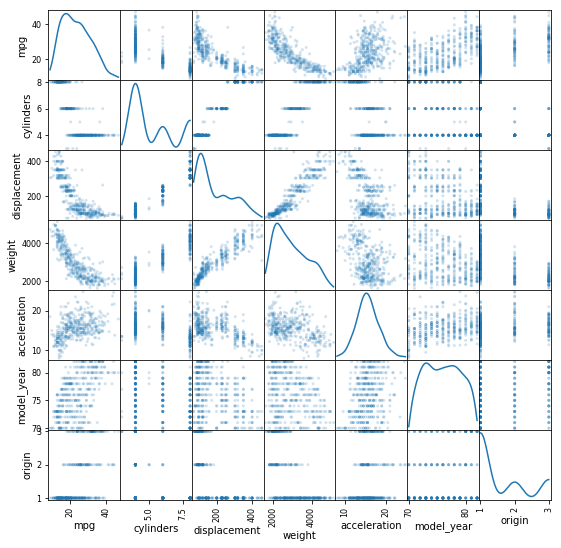 mpg
40
20
cylinders
8
6
4
displacement
400
200
weight
4000
2000
acceleration
20
10
model_year
80
75
70
origin
3
2
1
20
40
5.0
7.5
200
400
2000
4000
10
20
70
80
1
2
3
mpg
cylinders
displacement
weight
acceleration
model_year
origin